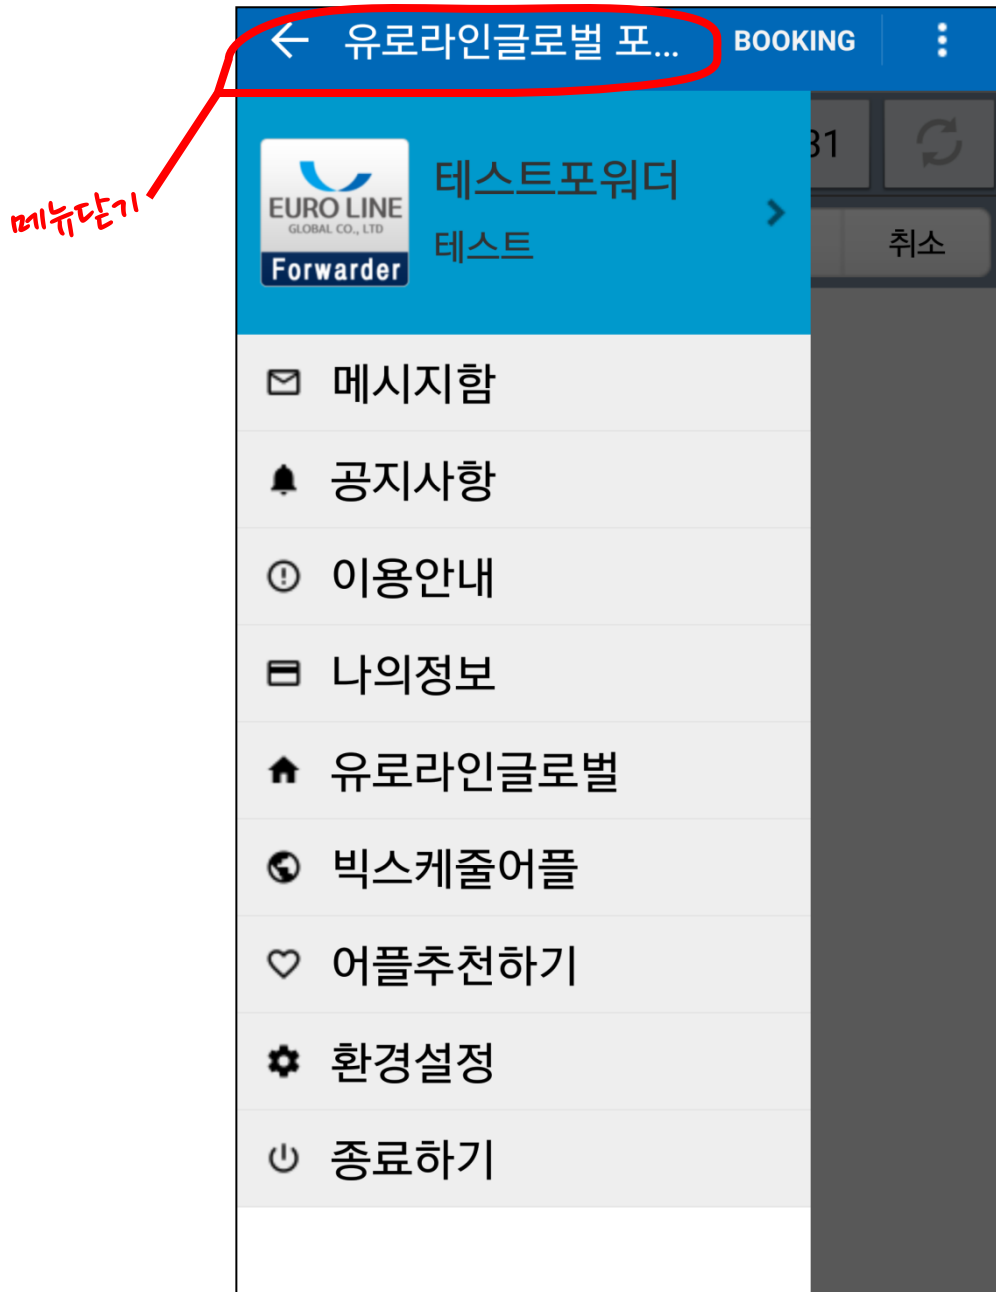 유로라인글로벌 포... BOOKING
31
EURO LINE
GLOBAL CO., LTD
Forwarder
테스트포워더
테스트
취소
메뉴닫기
메시지함
공지사항
이용안내
나의정보
유로라인글로벌
빅스케줄어플
어플추천하기
환경설정
종료하기